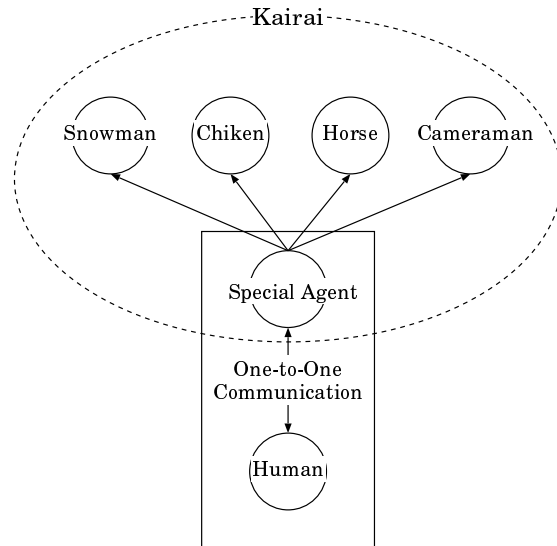 Kairai
Snowman
Chiken
Horse
Cameraman
Special Agent
One-to-One
Communication
Human